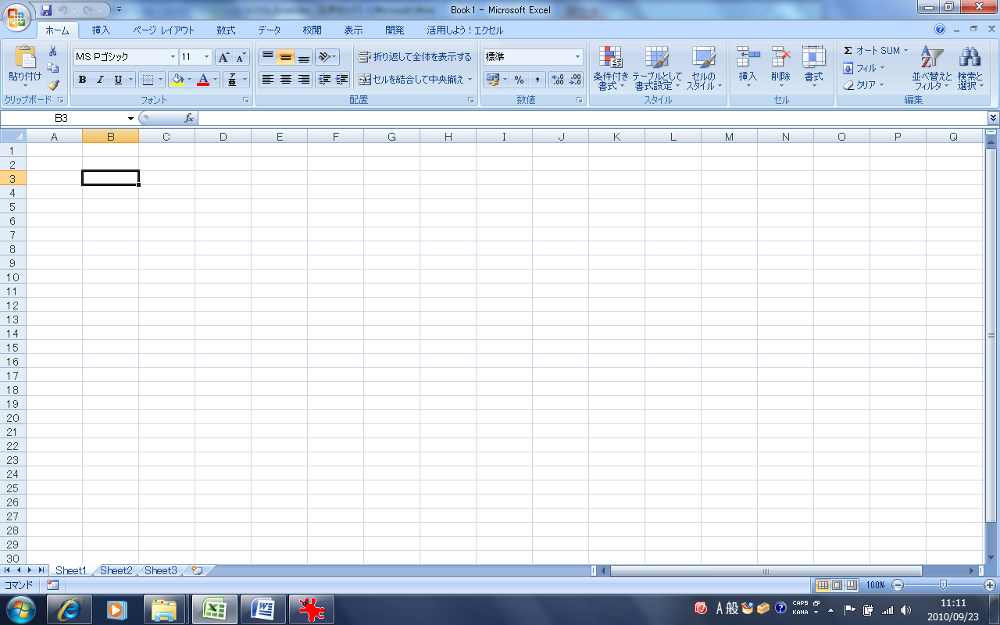 Book1 - Microsoft Excel
ホーム 挿入 ページ レイアウト 数式 データ 校閲 表示 開発 活用しよう！エクセル
貼り付け
クリップボード
MS Pゴシック 11
B I U A 亜
フォント
折り返して全体を表示する
セルを結合して中央揃え
配置
標準
% ,
数値
条件付き書式
テーブルとして書式設定
セルのスタイル
スタイル
挿入 削除 書式
セル
Σ オート SUM
フィル
クリア
並べ替えとフィルタ
検索と選択
編集
B3 fx
A B C D E F G H I J K L M N O P Q
1
2
3
4
5
6
7
8
9
10
11
12
13
14
15
16
17
18
19
20
21
22
23
24
25
26
27
28
29
30
Sheet1 Sheet2 Sheet3
コマンド 100%
A 般 CAPS KANA
11:11
2010/09/23